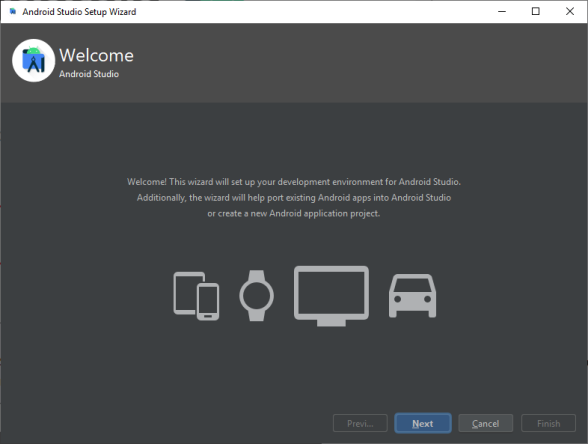 Android Studio Setup Wizard
Welcome
Android Studio
Welcome! This wizard will set up your development environment for Android Studio.
Additionally, the wizard will help port existing Android apps into Android Studio
or create a new Android application project.
Previ... Next Cancel Finish